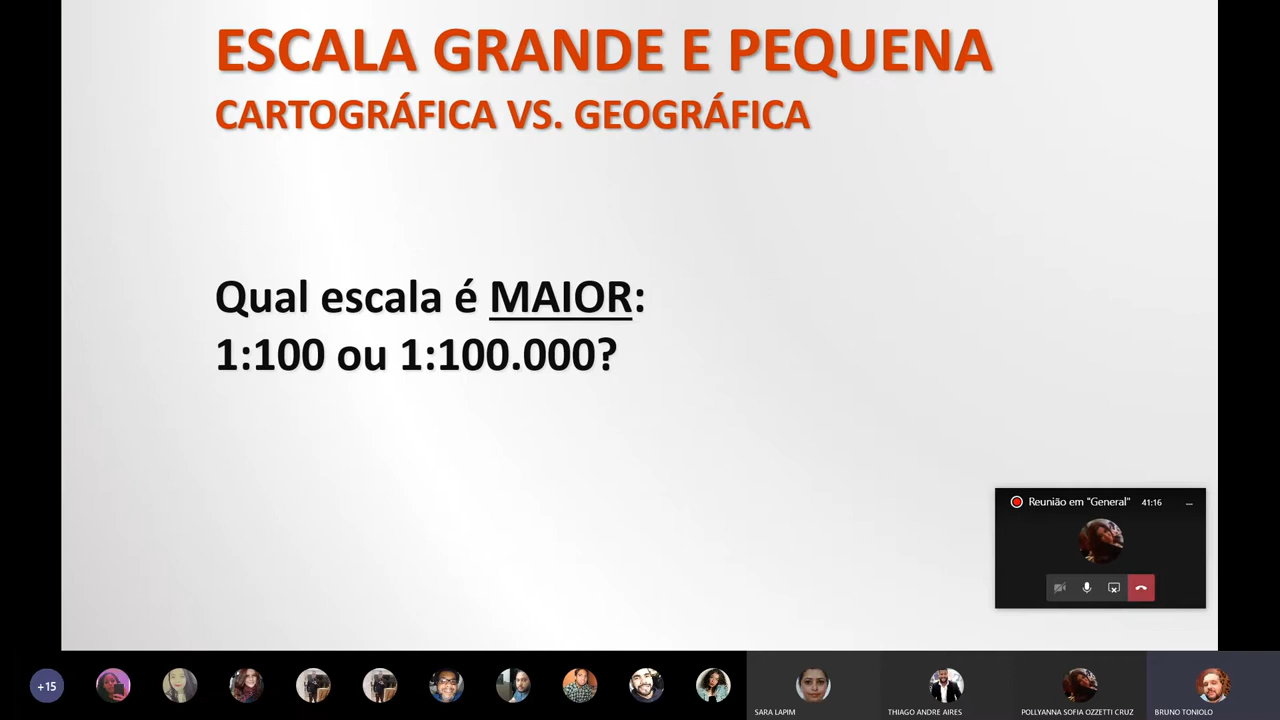 ESCALA GRANDE E PEQUENA
CARTOGRÁFICA VS. GEOGRÁFICA
Qual escala é MAIOR:
1:100 ou 1:100.000?
Reunião em "General" 41:16
+15
SARA LAPIM
THIAGO ANDRE AIRES
POLLYANNA SOFIA OZZETTI CRUZ
BRUNO TONIOLO